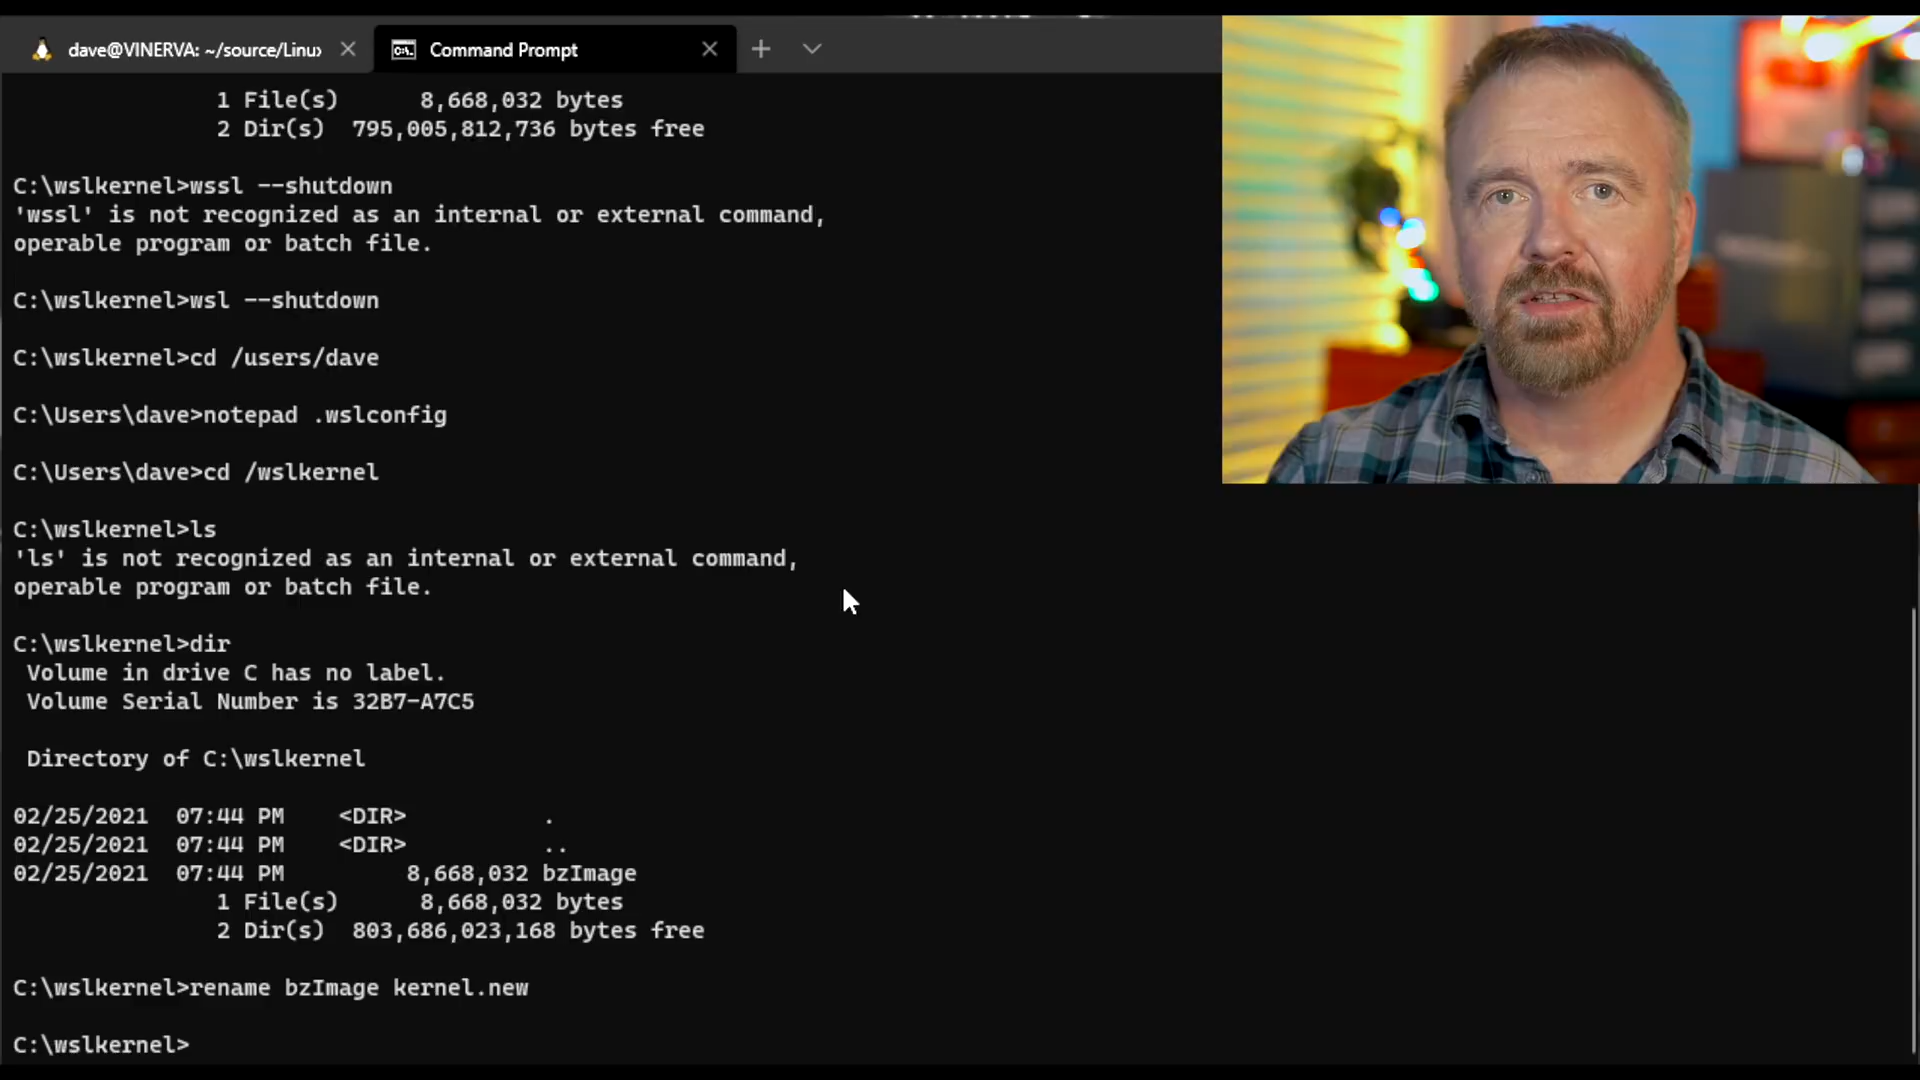 dave@VINERVA: ~/source/Linux
Command Prompt
1 File(s) 8,668,032 bytes
2 Dir(s) 795,005,812,736 bytes free
C:\wslkernel>wssl --shutdown
'wssl' is not recognized as an internal or external command,
operable program or batch file.
C:\wslkernel>wsl --shutdown
C:\wslkernel>cd /users/dave
C:\Users\dave>notepad .wslconfig
C:\Users\dave>cd /wslkernel
C:\wslkernel>ls
'ls' is not recognized as an internal or external command,
operable program or batch file.
C:\wslkernel>dir
Volume in drive C has no label.
Volume Serial Number is 32B7-A7C5
Directory of C:\wslkernel
02/25/2021 07:44 PM <DIR> .
02/25/2021 07:44 PM <DIR> ..
02/25/2021 07:44 PM 8,668,032 bzImage
1 File(s) 8,668,032 bytes
2 Dir(s) 803,686,023,168 bytes free
C:\wslkernel>rename bzImage kernel.new
C:\wslkernel>